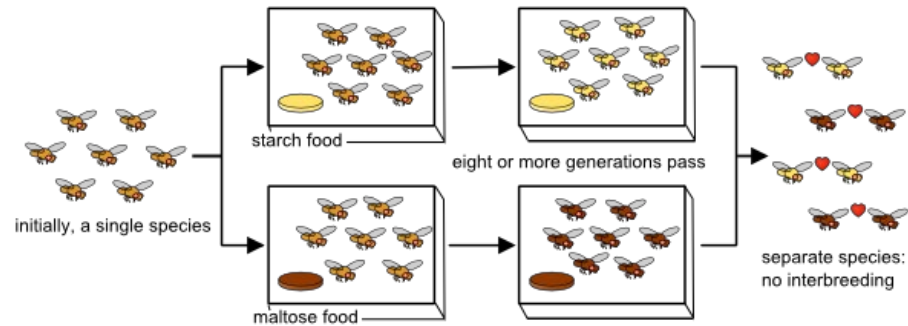 initially, a single species
starch food
maltose food
eight or more generations pass
separate species:
no interbreeding